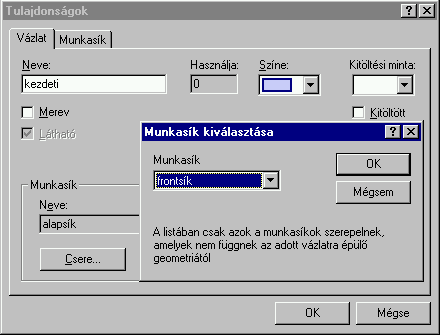 Tulajdonságok
Vázlat
Munkasík
Neve:
Használja:
Színe:
Kitöltési minta:
kezdeti
0
Merev
Kitöltött
Látható
Munkasík kiválasztása
Munkasík
frontsík
OK
Mégsem
A listában csak azok a munkasíkok szerepelnek,
amelyek nem függnek az adott vázlatra épülő
geometriától
Munkasík
Neve:
alapsík
Csere...
OK
Mégse